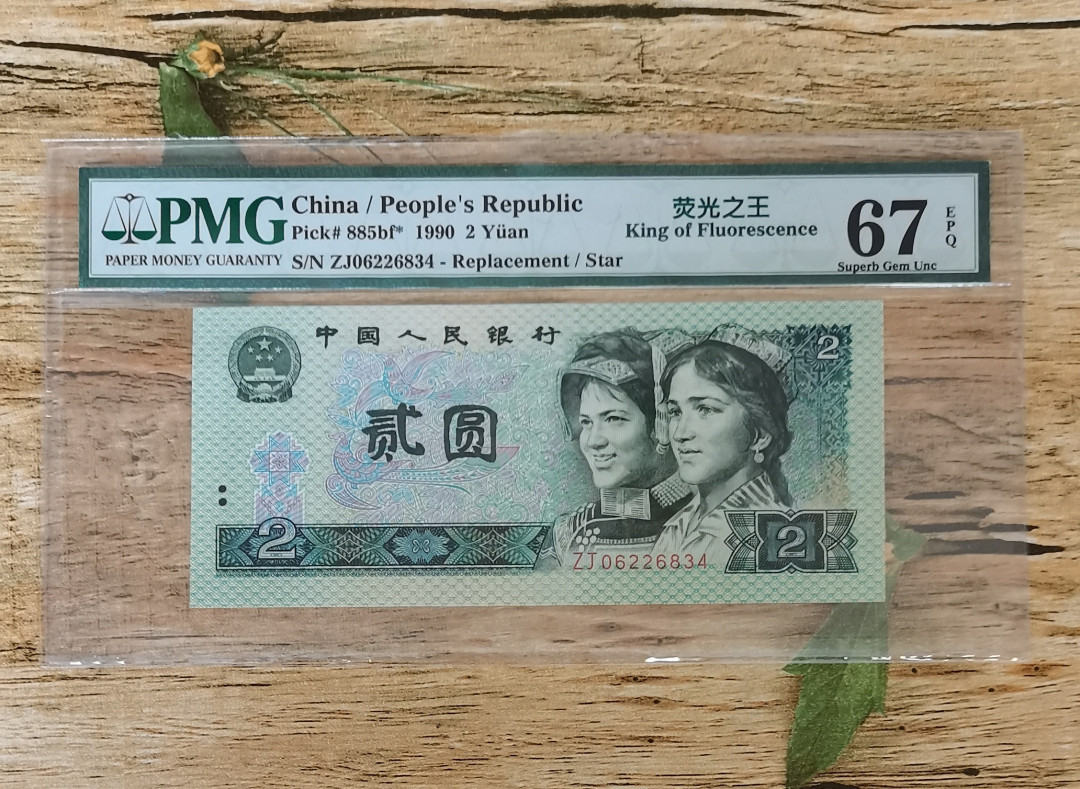 PMG
PAPER MONEY GUARANTY
China / People's Republic
Pick# 885bf* 1990 2 Yüan
S/N ZJ06226834 - Replacement / Star
荧光之王
King of Fluorescence
67
EPQ
Superb Gem Unc
中国人民银行
2
贰圆
2
ZJ06226834
2